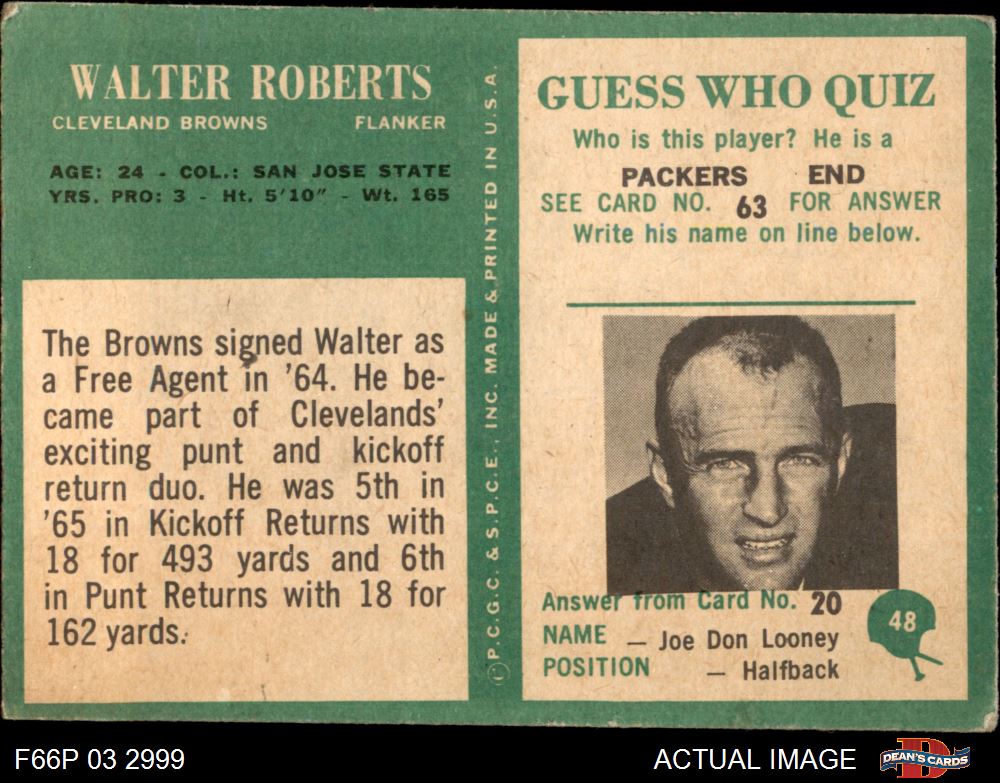 WALTER ROBERTS
CLEVELAND BROWNS FLANKER
AGE: 24 - COL.: SAN JOSE STATE
YRS. PRO: 3 - Ht. 5'10" - Wt. 165
The Browns signed Walter as
a Free Agent in '64. He be-
came part of Clevelands'
exciting punt and kickoff
return duo. He was 5th in
'65 in Kickoff Returns with
18 for 493 yards and 6th
in Punt Returns with 18 for
162 yards.
© P.C.G.C. & S.P.C.E., INC. MADE & PRINTED IN U.S.A.
GUESS WHO QUIZ
Who is this player? He is a
PACKERS END
SEE CARD NO. 63 FOR ANSWER
Write his name on line below.
Answer from Card No. 20
NAME — Joe Don Looney
POSITION — Halfback
48
F66P 03 2999
ACTUAL IMAGE
D
DEAN'S CARDS